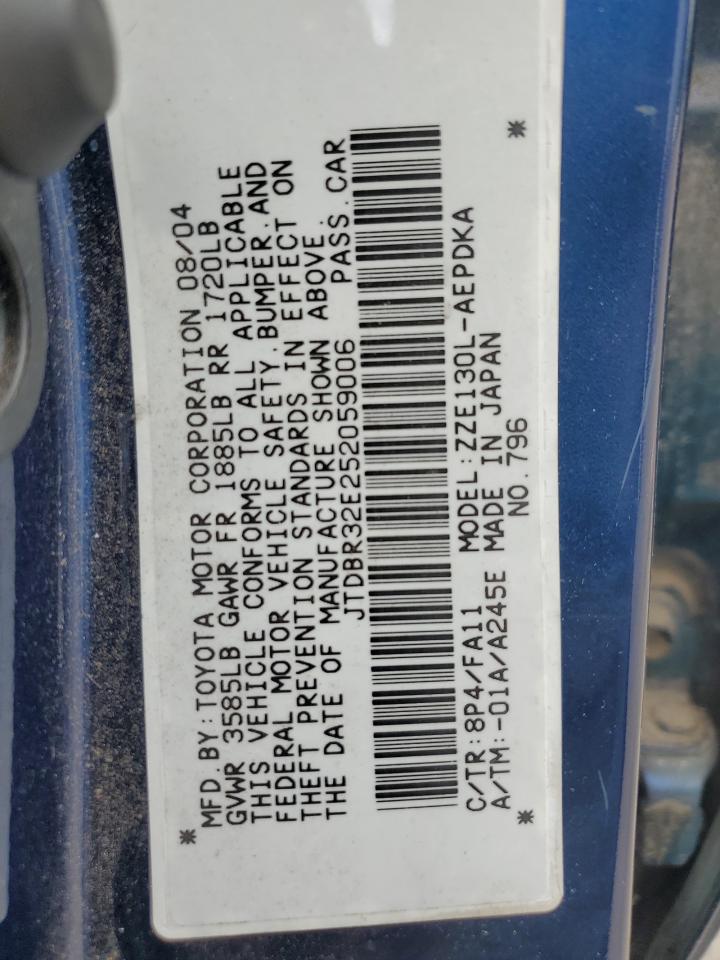 MFD. BY: TOYOTA MOTOR CORPORATION 08/04
GVWR 3585LB GAWR FR 1885LB RR 1720LB
THIS VEHICLE CONFORMS TO ALL APPLICABLE
FEDERAL MOTOR VEHICLE SAFETY, BUMPER, AND
THEFT PREVENTION STANDARDS IN EFFECT ON
THE DATE OF MANUFACTURE SHOWN ABOVE.
JTDBR32E252059006 PASS. CAR
C/TR: 8P4/FA11 MODEL: ZZE130L-AEPDKA
A/TM: -01A/A245E MADE IN JAPAN
NO. 796